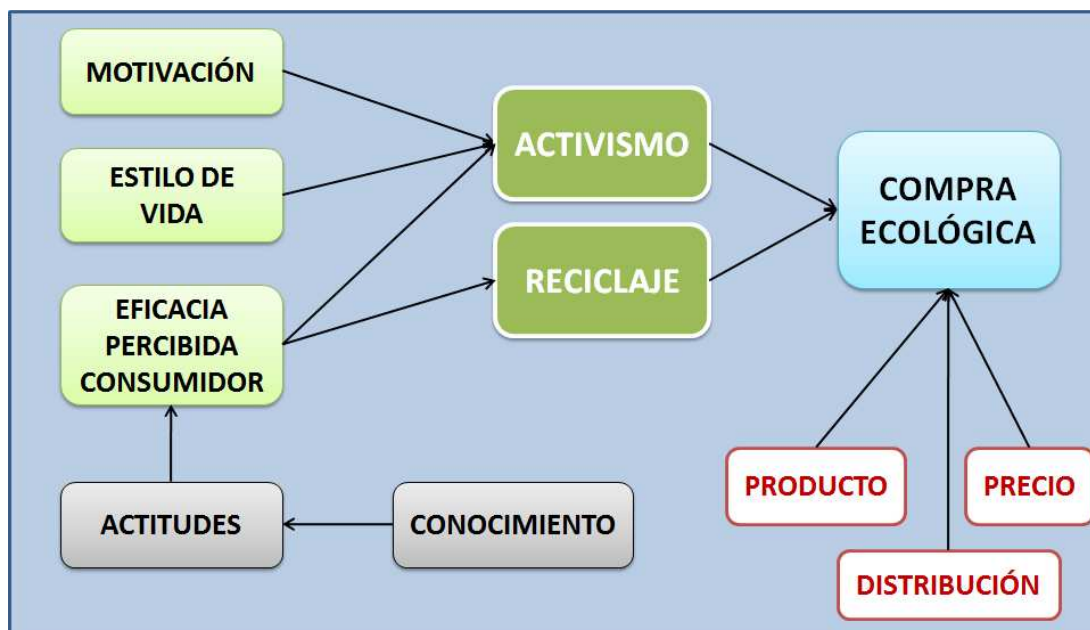 MOTIVACIÓN
ESTILO DE
VIDA
EFICACIA
PERCIBIDA
CONSUMIDOR
ACTITUDES
CONOCIMIENTO
ACTIVISMO
RECICLAJE
COMPRA
ECOLÓGICA
PRODUCTO
PRECIO
DISTRIBUCIÓN